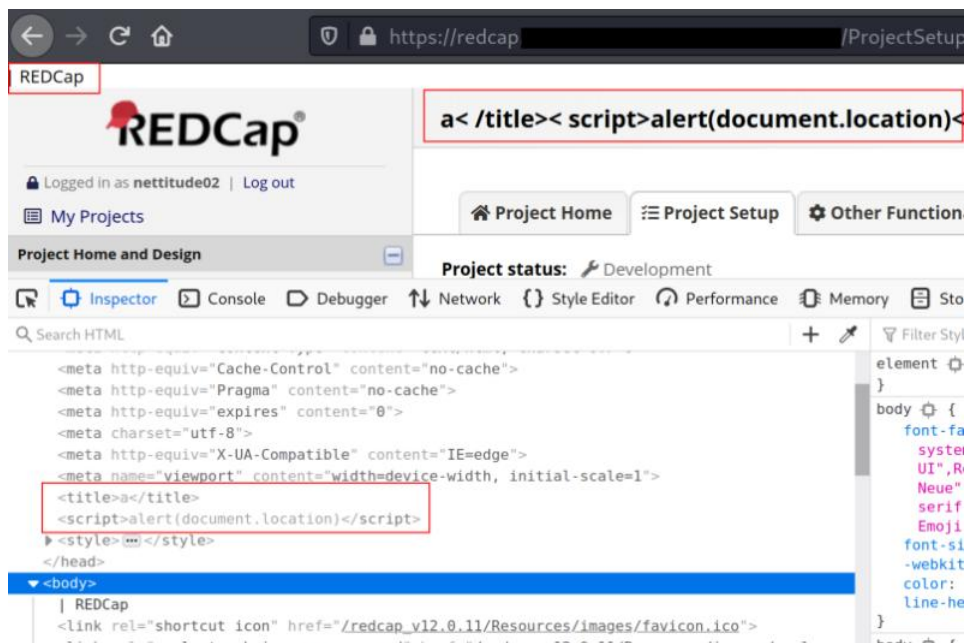 https://redcap /ProjectSetup
| REDCap
REDCap
a< /title>< script>alert(document.location)<
Logged in as nettitude02 | Log out
My Projects
Project Home
Project Setup
Other Function
Project Home and Design
Project status: Development
Inspector Console Debugger Network Style Editor Performance Memory Sto
Search HTML
Filter Styl
<meta http-equiv="Cache-Control" content="no-cache">
<meta http-equiv="Pragma" content="no-cache">
<meta http-equiv="expires" content="0">
<meta charset="utf-8">
<meta http-equiv="X-UA-Compatible" content="IE=edge">
<meta name="viewport" content="width=device-width, initial-scale=1">
<title>a</title>
<script>alert(document.location)</script>
<style> </style>
</head>
<body>
| REDCap
<link rel="shortcut icon" href="/redcap_v12.0.11/Resources/images/favicon.ico">
element {
}
body {
font-fa
system
UI",Ro
Neue"
serif
Emoji
font-si
-webkit
color:
line-he
}